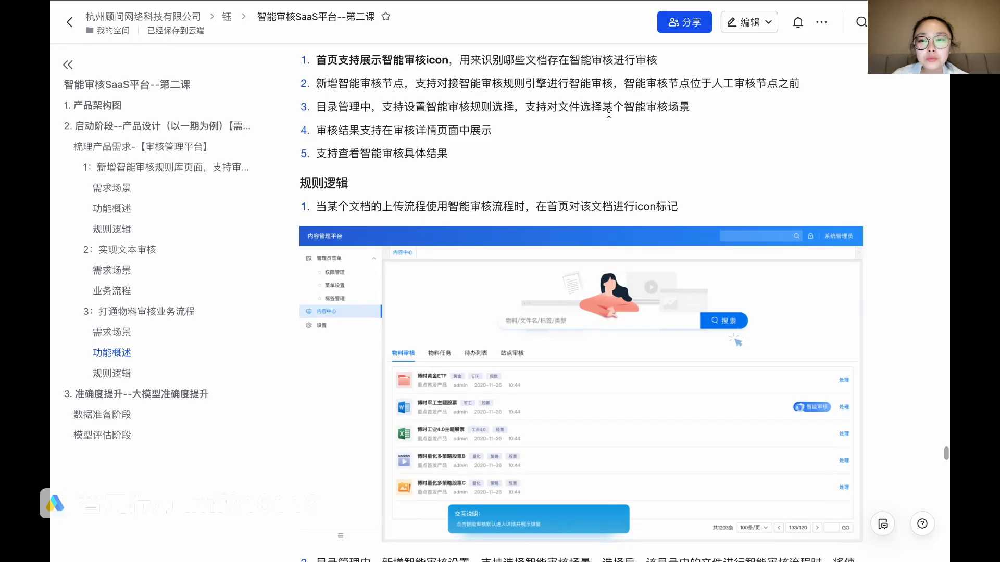 杭州顾问网络科技有限公司 > 钰 > 智能审核SaaS平台--第二课
我的空间 已经保存到云端
分享
编辑
智能审核SaaS平台--第二课
1. 产品架构图
2. 启动阶段--产品设计（以一期为例）【需...
梳理产品需求-【审核管理平台】
1：新增智能审核规则库页面，支持审...
需求场景
功能概述
规则逻辑
2：实现文本审核
需求场景
业务流程
3：打通物料审核业务流程
需求场景
功能概述
规则逻辑
3. 准确度提升--大模型准确度提升
数据准备阶段
模型评估阶段
1. 首页支持展示智能审核icon，用来识别哪些文档存在智能审核进行审核
2. 新增智能审核节点，支持对接智能审核规则引擎进行智能审核，智能审核节点位于人工审核节点之前
3. 目录管理中，支持设置智能审核规则选择，支持对文件选择某个智能审核场景
4. 审核结果支持在审核详情页面中展示
5. 支持查看智能审核具体结果
规则逻辑
1. 当某个文档的上传流程使用智能审核流程时，在首页对该文档进行icon标记
内容管理平台
系统管理员
管理员菜单
权限管理
菜单设置
标签管理
内容中心
设置
内容中心
物料/文件名/标签/类型
搜索
物料审核 物料任务 待办列表 站点审核
博时黄金ETF 黄金 ETF 指数
重点首发产品 admin 2020-11-26 10:44
处理
博时军工主题股票 军工 股票
重点首发产品 admin 2020-11-26 10:44
智能审核 处理
博时工业4.0主题股票 工业4.0 股票
重点首发产品 admin 2020-11-26 10:44
处理
博时量化多策略股票B 量化 策略 股票
重点首发产品 admin 2020-11-26 10:44
处理
博时量化多策略股票C 量化 策略 股票
重点首发产品 admin 2020-11-26 10:44
处理
交互说明：
点击智能审核默认进入详情并展示弹窗
共1203条 100条/页 < 133/120 > GO
2. 目录管理中，新增智能审核设置，支持选择智能审核场景，选择后，该目录中的文件进行智能审核流程时，将使